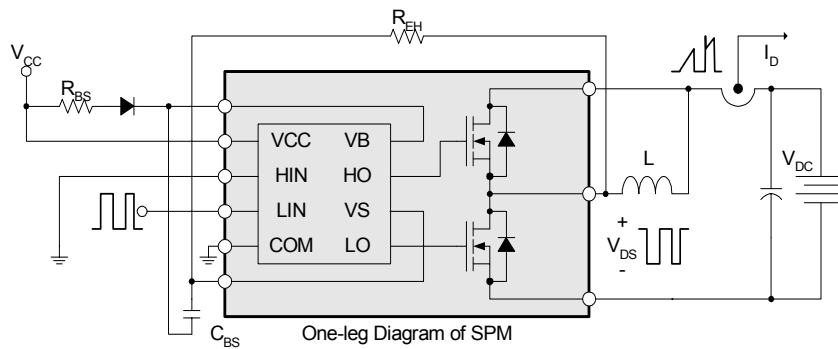 R_EH
V_CC
I_D
R_BS
VCC VB
L
V_DC
HIN HO
LIN VS
+
V_DS
-
COM LO
C_BS
One-leg Diagram of SPM